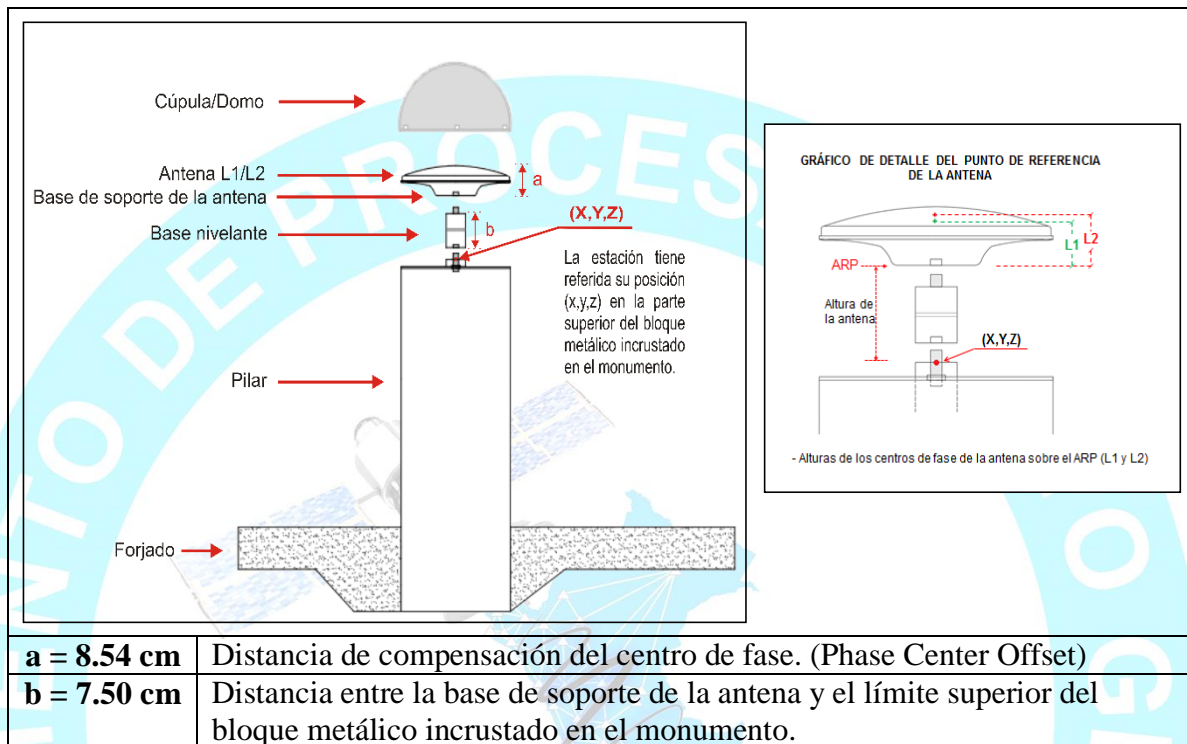 Cúpula/Domo
Antena L1/L2
Base de soporte de la antena
Base nivelante
a
b
(X,Y,Z)
La estación tiene
referida su posición
(x,y,z) en la parte
superior del bloque
metálico incrustado
en el monumento.
Pilar
Forjado
GRÁFICO DE DETALLE DEL PUNTO DE REFERENCIA
DE LA ANTENA
L1
L2
ARP
Altura de
la antena
(X,Y,Z)
- Alturas de los centros de fase de la antena sobre el ARP (L1 y L2)
a = 8.54 cm Distancia de compensación del centro de fase. (Phase Center Offset)
b = 7.50 cm Distancia entre la base de soporte de la antena y el límite superior del
bloque metálico incrustado en el monumento.